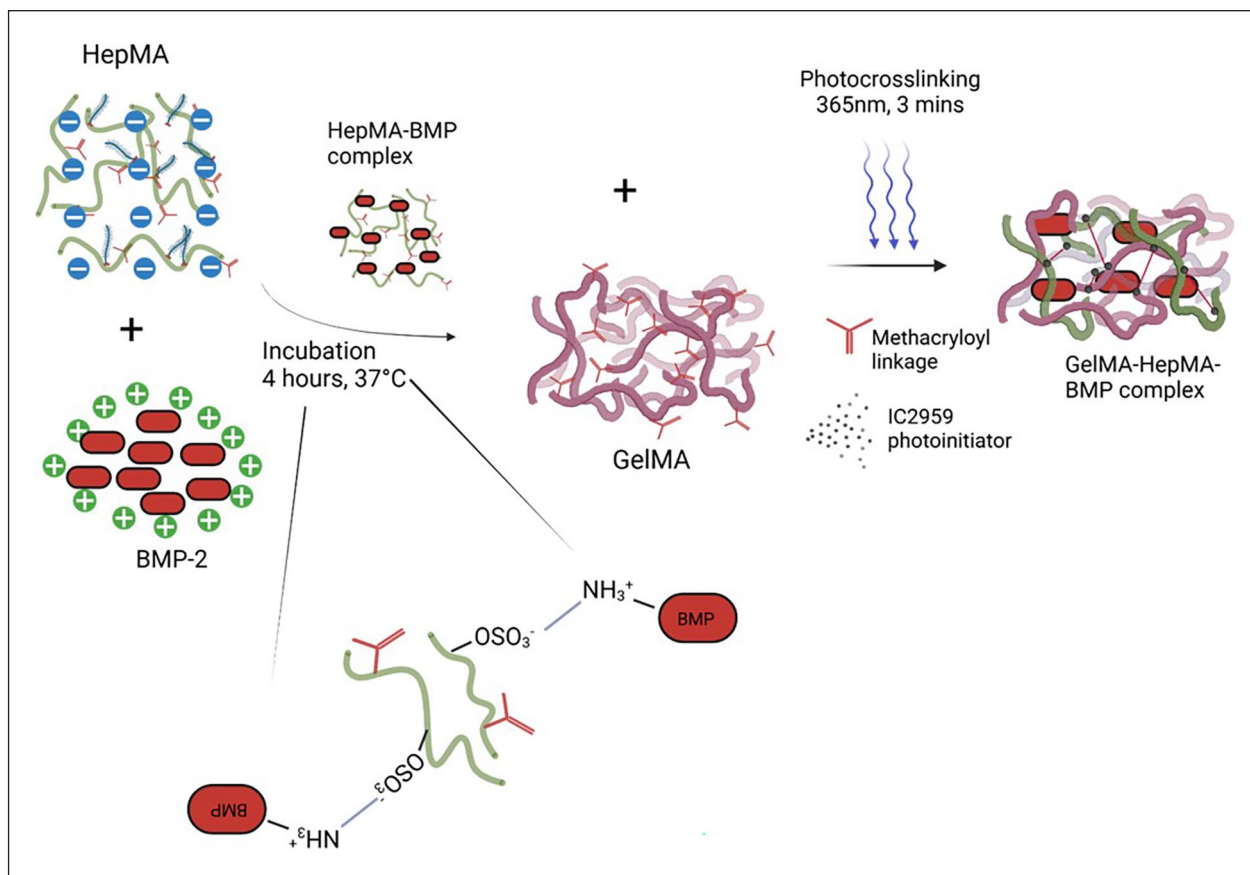 HepMA
+
BMP-2
HepMA-BMP
complex
Incubation
4 hours, 37°C
+
GelMA
Photocrosslinking
365nm, 3 mins
Methacryloyl
linkage
IC2959
photoinitiator
GelMA-HepMA-
BMP complex
NH₃⁺
BMP
OSO₃⁻
OSO₃⁻
NH₃⁺
BMP